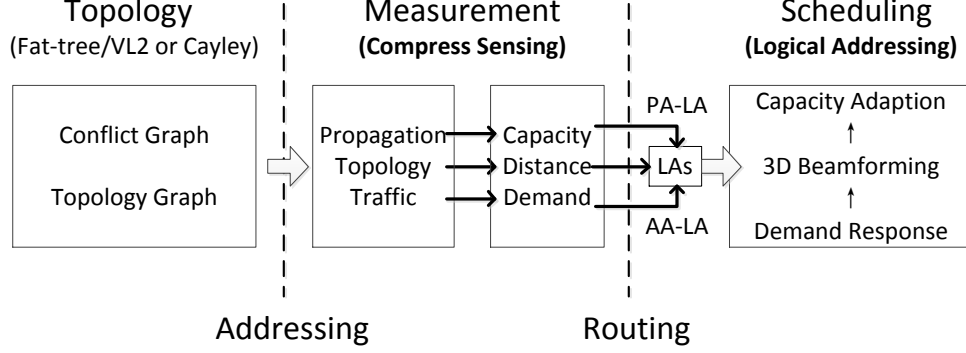 Topology
(Fat-tree/VL2 or Cayley)
Conflict Graph
Topology Graph
Measurement
(Compress Sensing)
Propagation
Topology
Traffic
Capacity
Distance
Demand
PA-LA
LAs
AA-LA
Scheduling
(Logical Addressing)
Capacity Adaption
3D Beamforming
Demand Response
Addressing
Routing